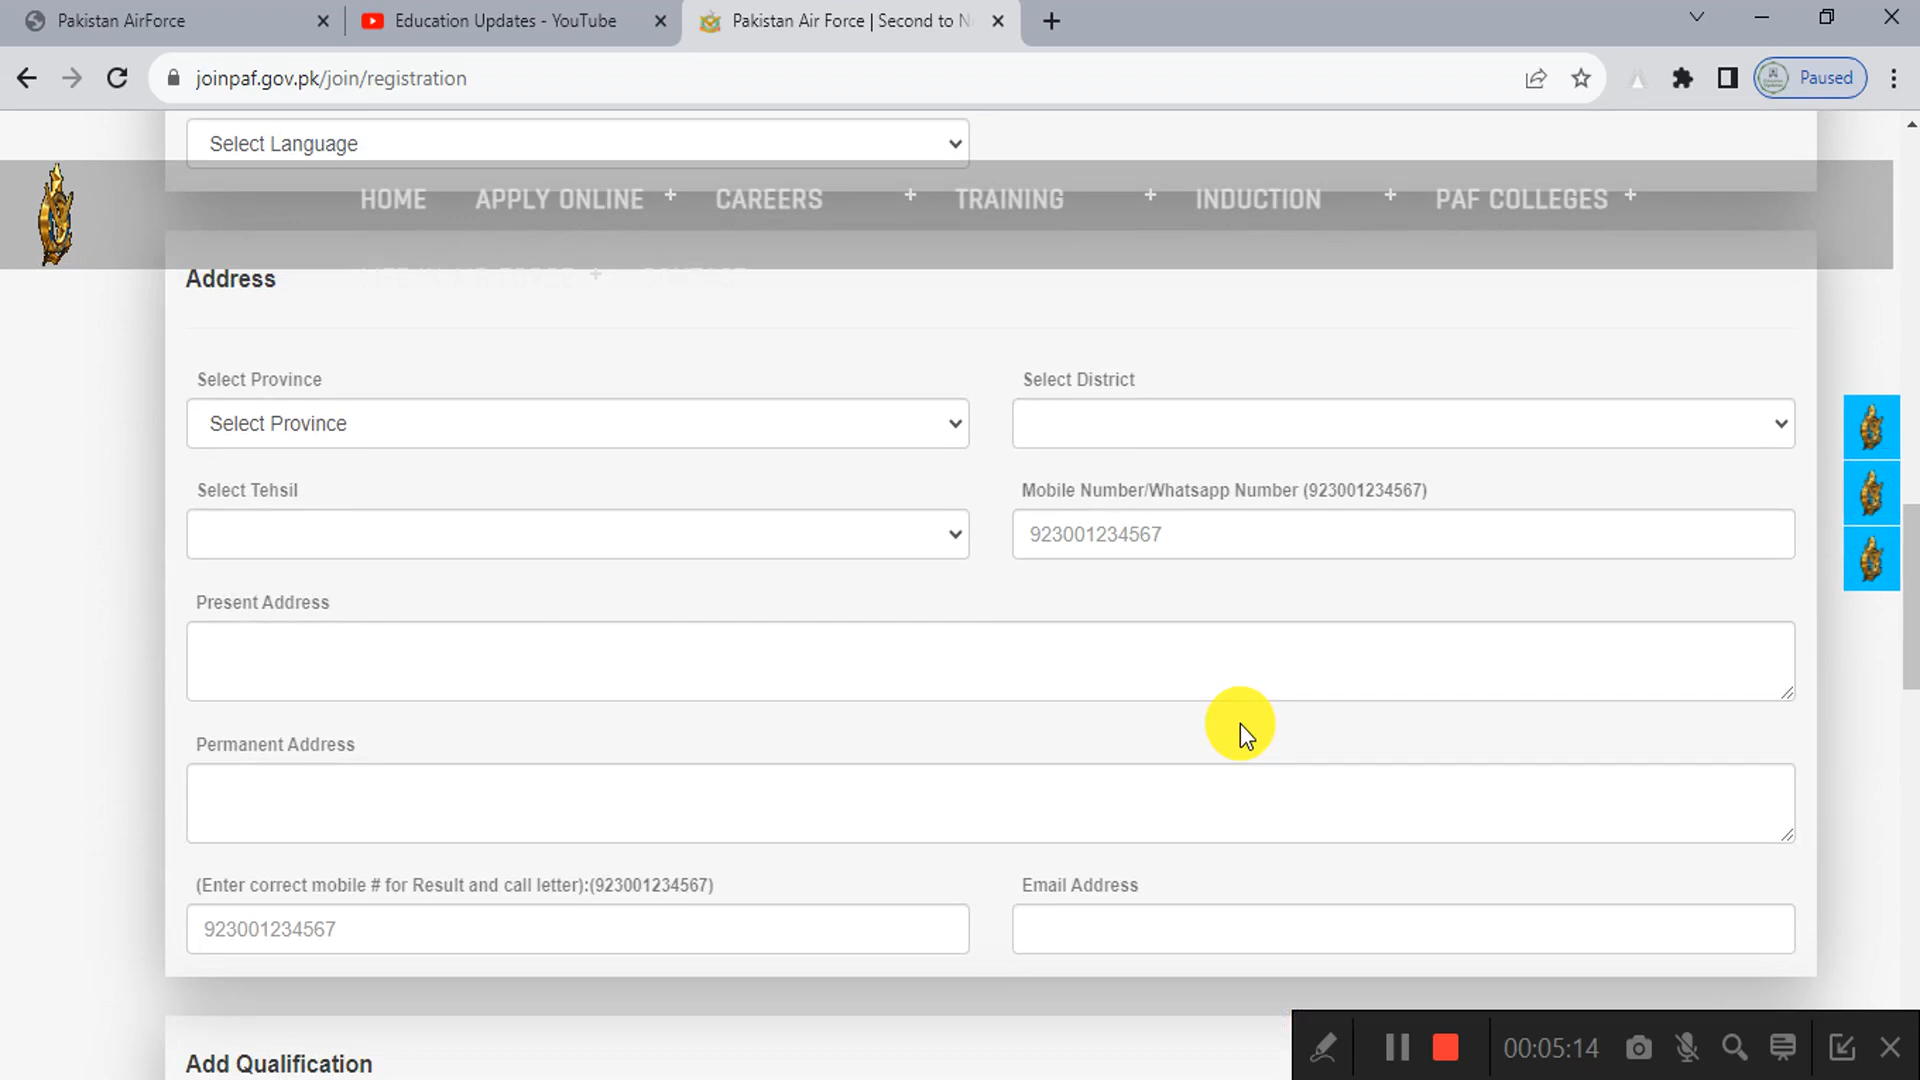 Pakistan AirForce
Education Updates - YouTube
Pakistan Air Force | Second to N
joinpaf.gov.pk/join/registration
Paused
Select Language
HOME APPLY ONLINE + CAREERS + TRAINING + INDUCTION + PAF COLLEGES +
Address
Select Province
Select District
Select Province
Select Tehsil
Mobile Number/Whatsapp Number (923001234567)
923001234567
Present Address
Permanent Address
(Enter correct mobile # for Result and call letter):(923001234567)
Email Address
923001234567
Add Qualification
00:05:14